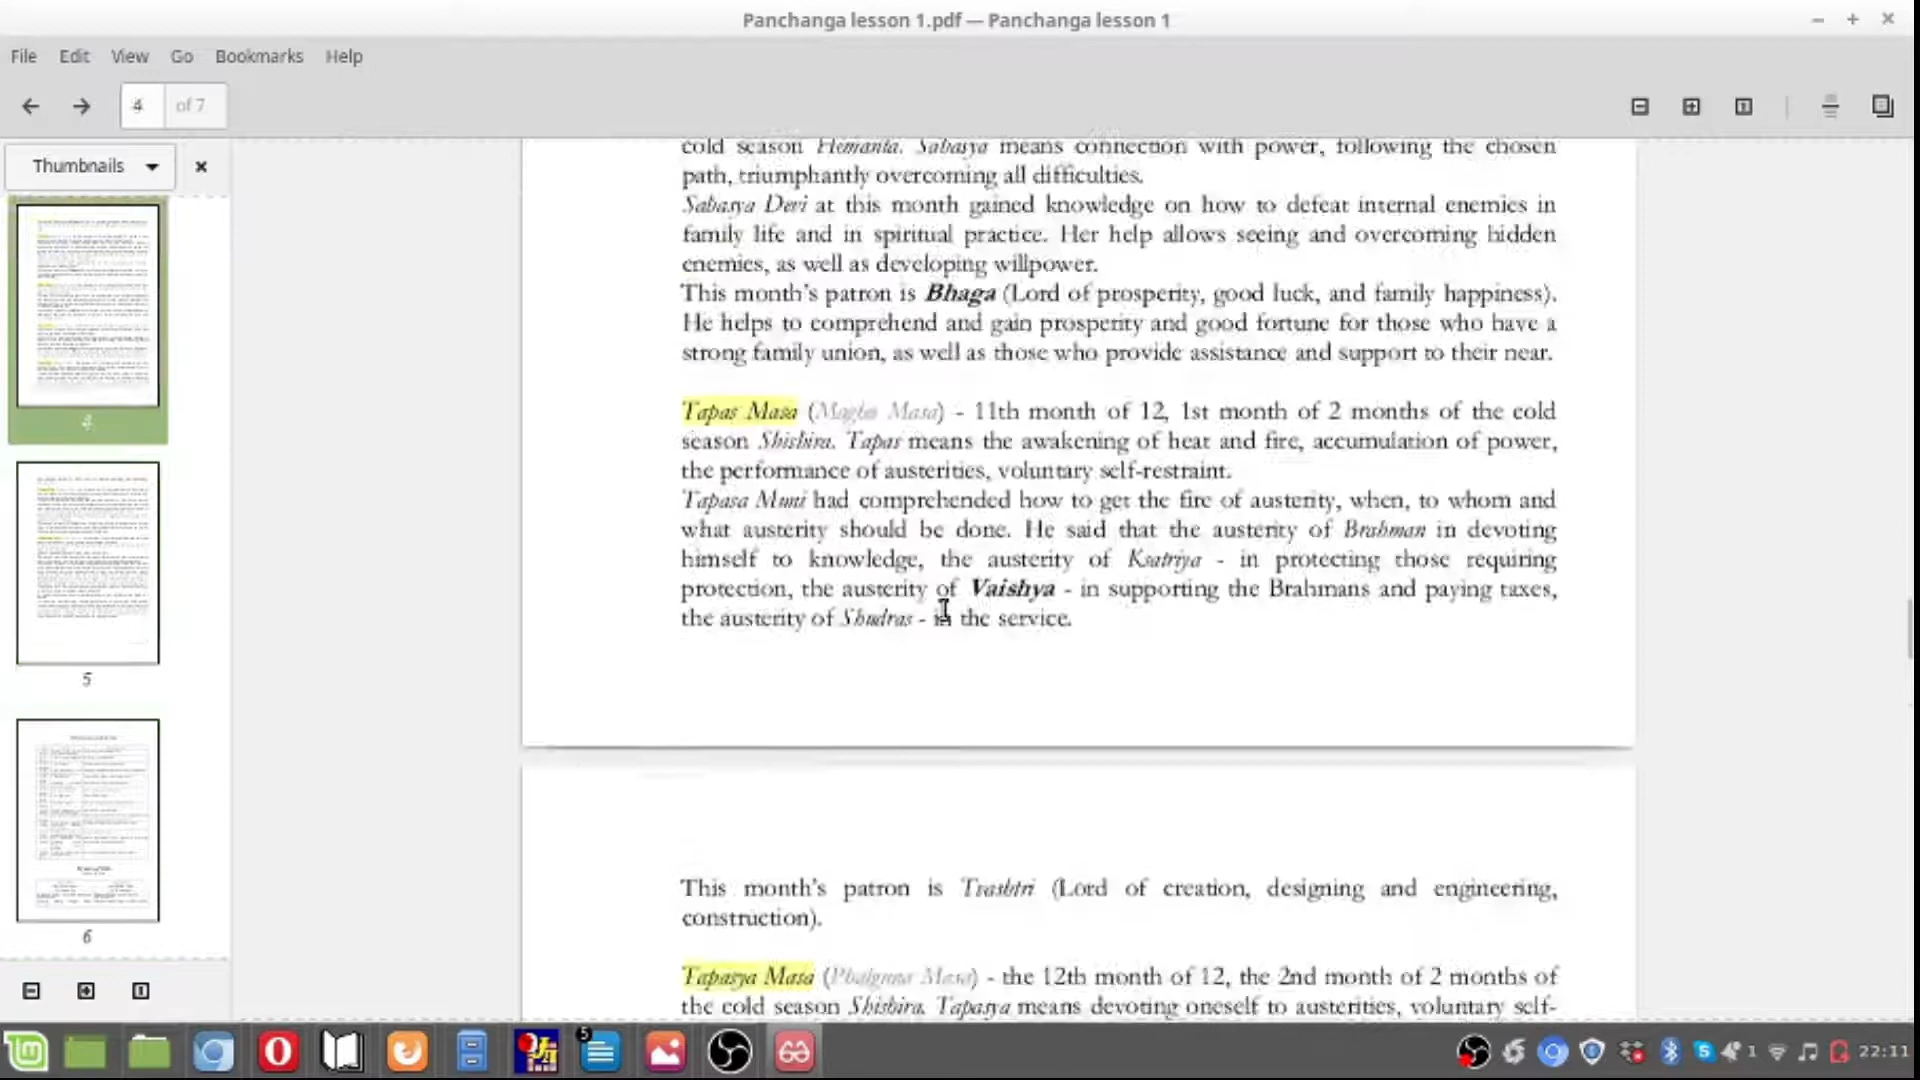 Panchanga lesson 1.pdf — Panchanga lesson 1
File Edit View Go Bookmarks Help
4 of 7
Thumbnails
4
5
6
cold season Hemanta. Sahasya means connection with power, following the chosen
path, triumphantly overcoming all difficulties.
Sahasya Devi at this month gained knowledge on how to defeat internal enemies in
family life and in spiritual practice. Her help allows seeing and overcoming hidden
enemies, as well as developing willpower.
This month's patron is Bhaga (Lord of prosperity, good luck, and family happiness).
He helps to comprehend and gain prosperity and good fortune for those who have a
strong family union, as well as those who provide assistance and support to their near.
Tapas Masa (Magha Masa) - 11th month of 12, 1st month of 2 months of the cold
season Shishira. Tapas means the awakening of heat and fire, accumulation of power,
the performance of austerities, voluntary self-restraint.
Tapasa Muni had comprehended how to get the fire of austerity, when, to whom and
what austerity should be done. He said that the austerity of Brahman in devoting
himself to knowledge, the austerity of Ksatriya - in protecting those requiring
protection, the austerity of Vaishya - in supporting the Brahmans and paying taxes,
the austerity of Shudras - in the service.
This month's patron is Trashtri (Lord of creation, designing and engineering,
construction).
Tapasya Masa (Phalguna Masa) - the 12th month of 12, the 2nd month of 2 months of
the cold season Shishira. Tapasya means devoting oneself to austerities, voluntary self-
5
1
22:11